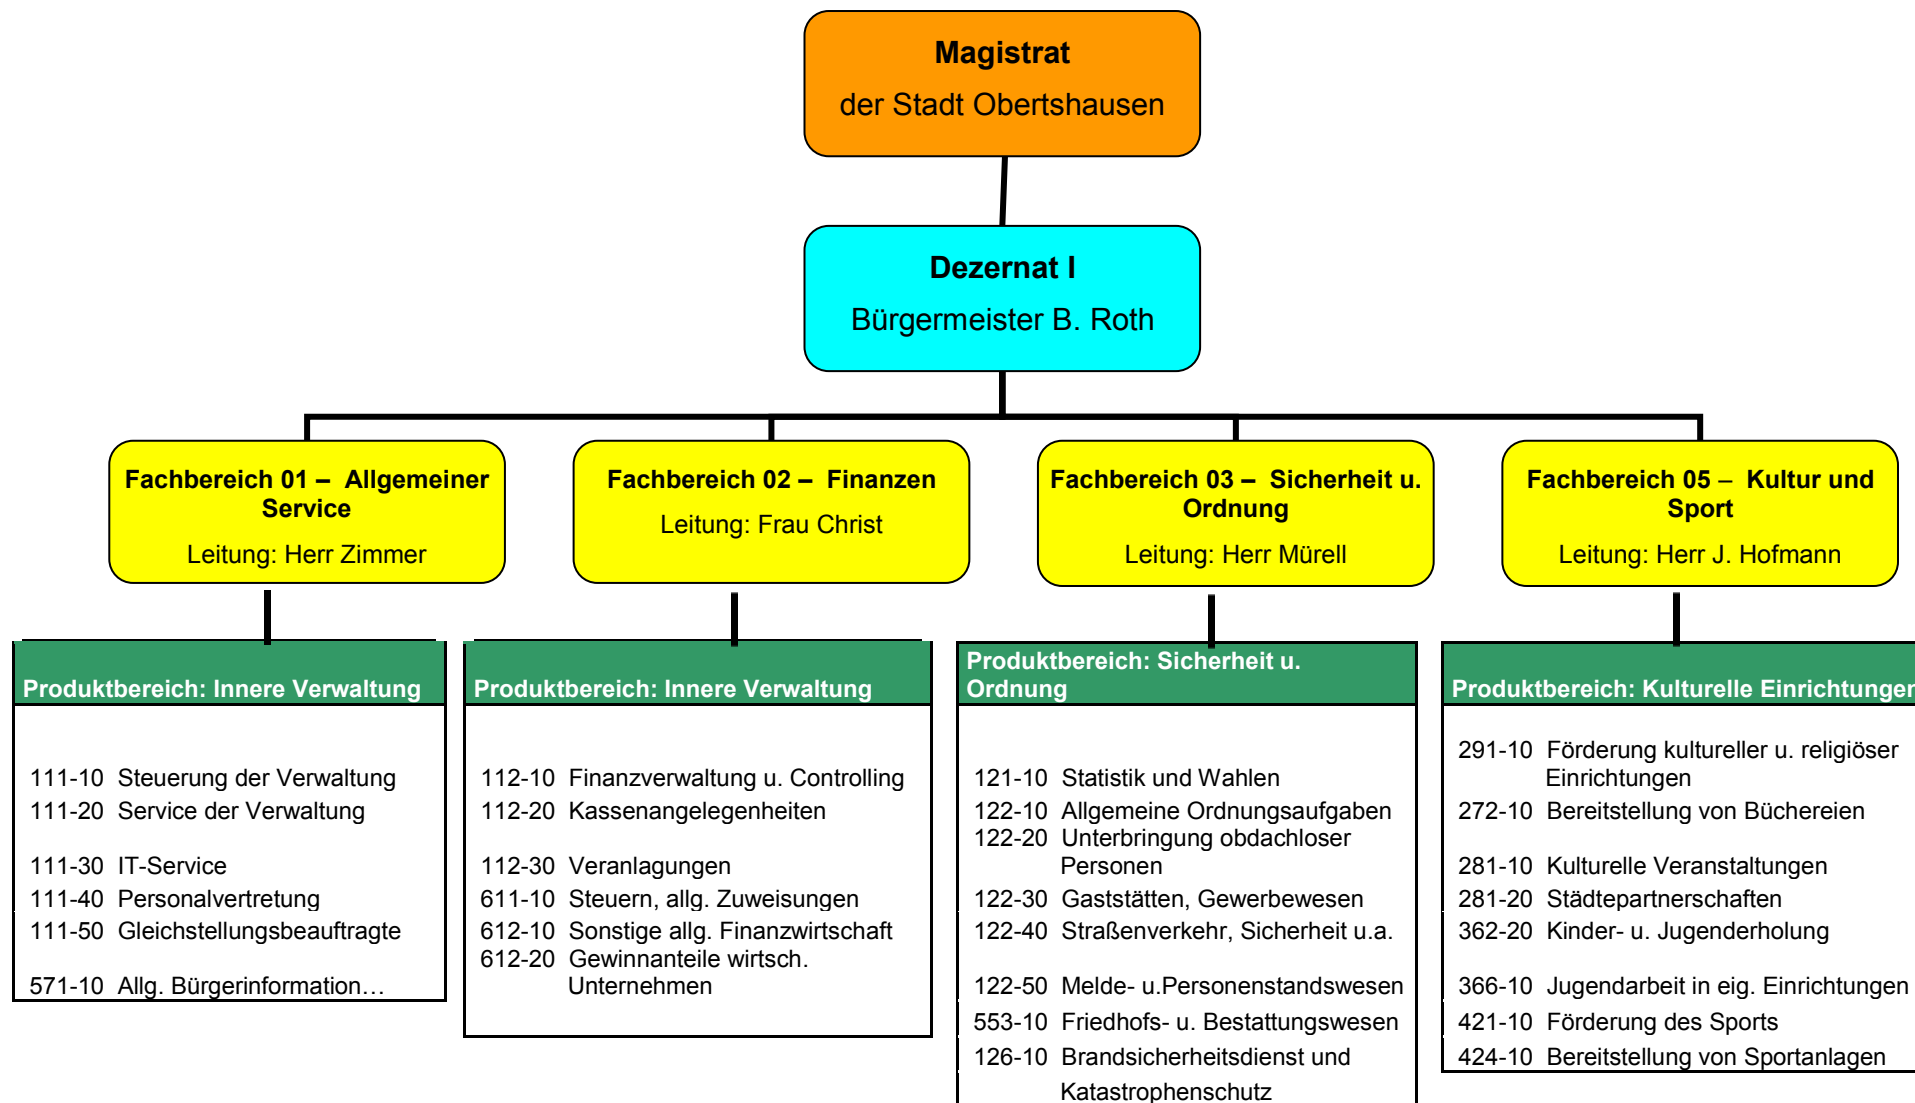 Magistrat
der Stadt Obertshausen
Dezernat I
Bürgermeister B. Roth
Fachbereich 01 – Allgemeiner
Service
Leitung: Herr Zimmer
Fachbereich 02 – Finanzen
Leitung: Frau Christ
Fachbereich 03 – Sicherheit u.
Ordnung
Leitung: Herr Mürell
Fachbereich 05 – Kultur und
Sport
Leitung: Herr J. Hofmann
Produktbereich: Innere Verwaltung
111-10 Steuerung der Verwaltung
111-20 Service der Verwaltung
111-30 IT-Service
111-40 Personalvertretung
111-50 Gleichstellungsbeauftragte
571-10 Allg. Bürgerinformation…
Produktbereich: Innere Verwaltung
112-10 Finanzverwaltung u. Controlling
112-20 Kassenangelegenheiten
112-30 Veranlagungen
611-10 Steuern, allg. Zuweisungen
612-10 Sonstige allg. Finanzwirtschaft
612-20 Gewinnanteile wirtsch.
Unternehmen
Produktbereich: Sicherheit u.
Ordnung
121-10 Statistik und Wahlen
122-10 Allgemeine Ordnungsaufgaben
122-20 Unterbringung obdachloser
Personen
122-30 Gaststätten, Gewerbewesen
122-40 Straßenverkehr, Sicherheit u.a.
122-50 Melde- u.Personenstandswesen
553-10 Friedhofs- u. Bestattungswesen
126-10 Brandsicherheitsdienst und
Katastrophenschutz
Produktbereich: Kulturelle Einrichtungen
291-10 Förderung kultureller u. religiöser
Einrichtungen
272-10 Bereitstellung von Büchereien
281-10 Kulturelle Veranstaltungen
281-20 Städtepartnerschaften
362-20 Kinder- u. Jugenderholung
366-10 Jugendarbeit in eig. Einrichtungen
421-10 Förderung des Sports
424-10 Bereitstellung von Sportanlagen